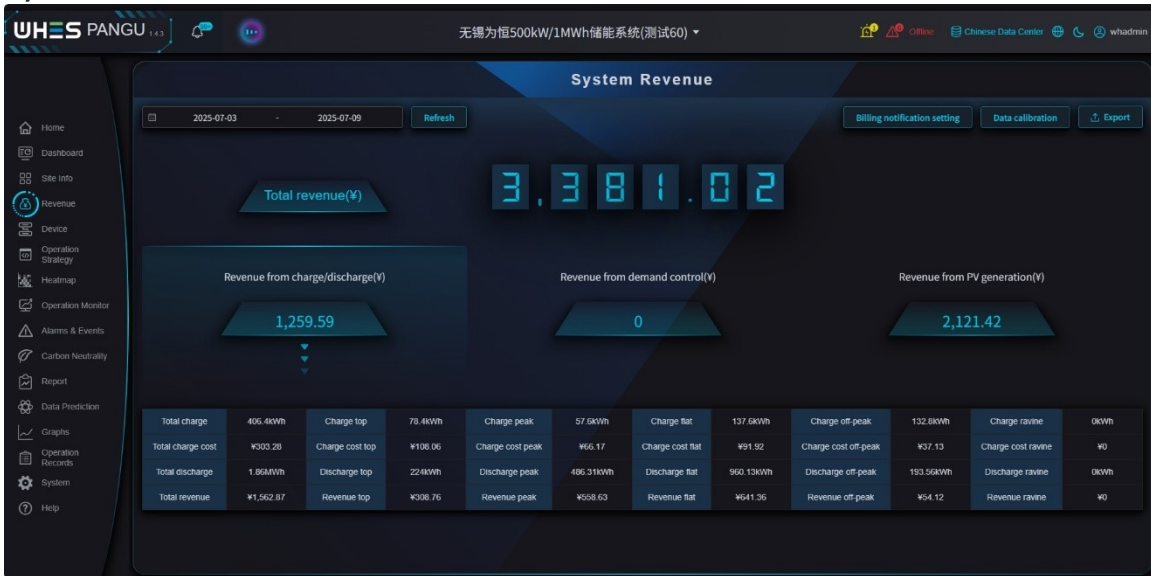 WHES PANGU 1.4.3
99+
无锡为恒500kW/1MWh储能系统(测试60)
Offline
Chinese Data Center
whadmin
System Revenue
2025-07-03 - 2025-07-09
Refresh
Billing notification setting
Data calibration
Export
Home
Dashboard
Site Info
Revenue
Device
Operation
Strategy
Heatmap
Operation Monitor
Alarms & Events
Carbon Neutrality
Report
Data Prediction
Graphs
Operation
Records
System
Help
Total revenue(¥)
3,381.02
Revenue from charge/discharge(¥)
1,259.59
Revenue from demand control(¥)
0
Revenue from PV generation(¥)
2,121.42
Total charge 406.4kWh Charge top 78.4kWh Charge peak 57.6kWh Charge flat 137.6kWh Charge off-peak 132.8kWh Charge ravine 0kWh
Total charge cost ¥303.28 Charge cost top ¥108.06 Charge cost peak ¥66.17 Charge cost flat ¥91.92 Charge cost off-peak ¥37.13 Charge cost ravine ¥0
Total discharge 1.86MWh Discharge top 224kWh Discharge peak 486.31kWh Discharge flat 960.13kWh Discharge off-peak 193.56kWh Discharge ravine 0kWh
Total revenue ¥1,562.87 Revenue top ¥308.76 Revenue peak ¥558.63 Revenue flat ¥641.36 Revenue off-peak ¥54.12 Revenue ravine ¥0